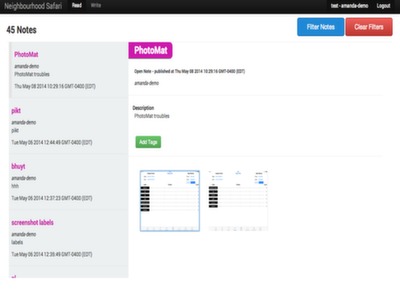 Neighbourhood Safari Read Write test - amanda-demo Logout
45 Notes Filter Notes Clear Filters
PhotoMat
amanda-demo
PhotoMat troubles
Thu May 08 2014 10:29:16 GMT-0400 (EDT)
pikt
amanda-demo
pikt
Tue May 06 2014 12:44:49 GMT-0400 (EDT)
bhuyt
amanda-demo
hhh
Tue May 06 2014 12:37:23 GMT-0400 (EDT)
screenshot labels
amanda-demo
labels
Tue May 06 2014 12:28:39 GMT-0400 (EDT)
PhotoMat
Open Note - published at Thu May 08 2014 10:29:16 GMT-0400 (EDT)
amanda-demo
Description
PhotoMat troubles
Add Tags